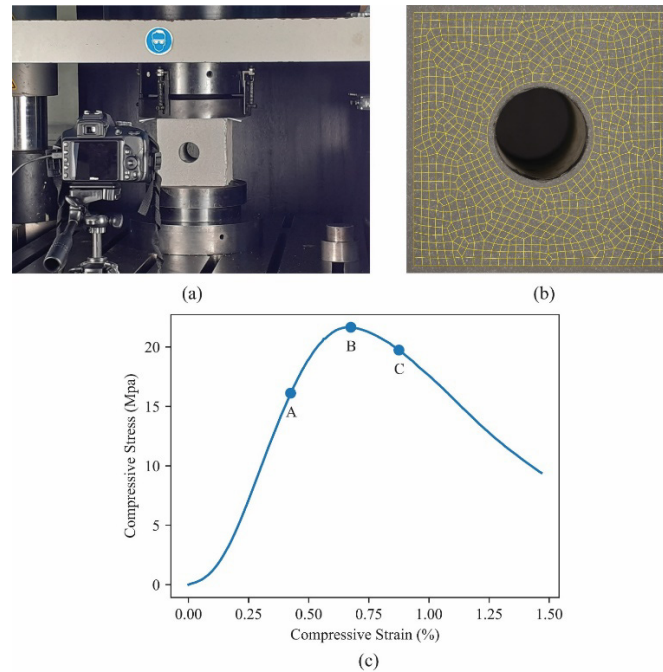 (a)
(b)
20
15
10
5
0
Compressive Stress (Mpa)
A
B
C
0.00 0.25 0.50 0.75 1.00 1.25 1.50
Compressive Strain (%)
(c)